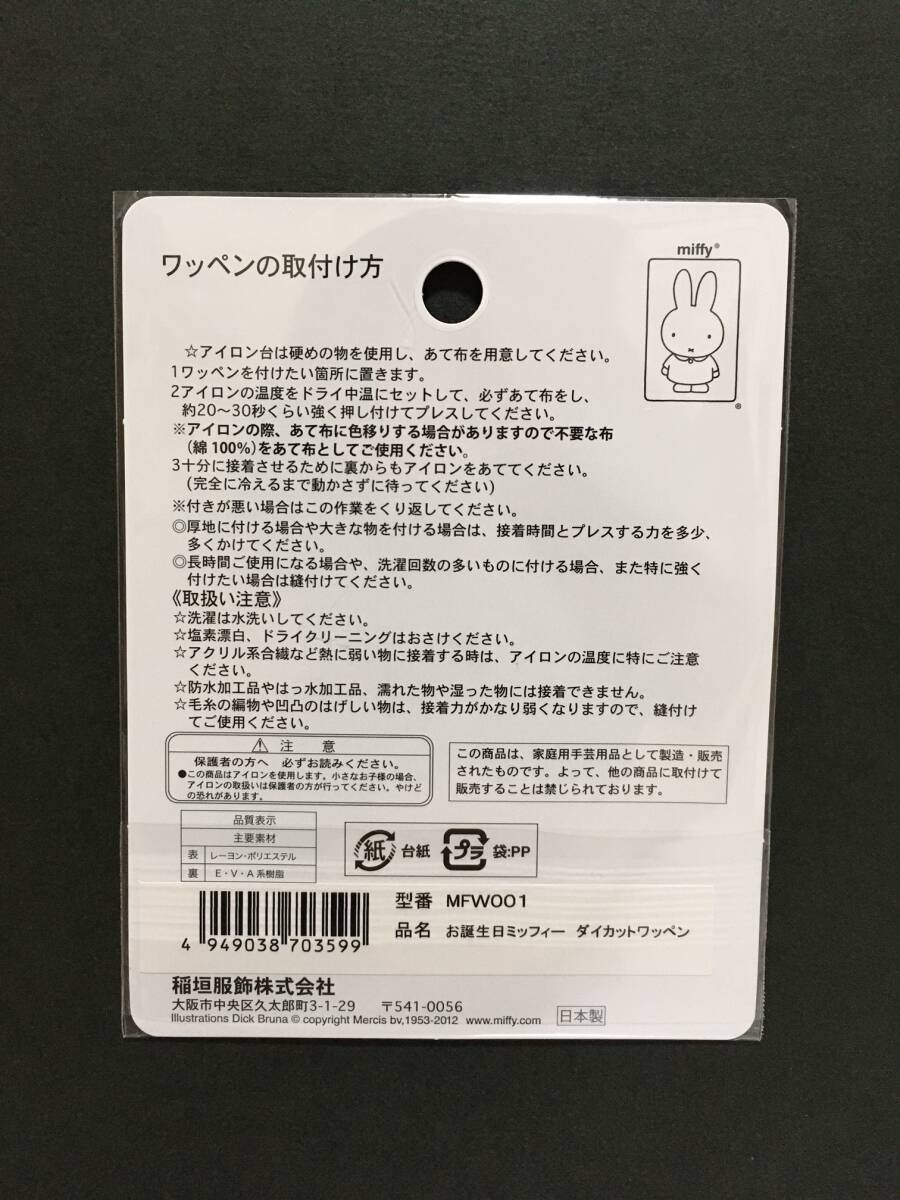 ワッペンの取付け方
miffy®
☆アイロン台は硬めの物を使用し、あて布を用意してください。
1ワッペンを付けたい箇所に置きます。
2アイロンの温度をドライ中温にセットして、必ずあて布をし、
約20〜30秒くらい強く押し付けてプレスしてください。
※アイロンの際、あて布に色移りする場合がありますので不要な布
(綿100%)をあて布としてご使用ください。
3十分に接着させるために裏からもアイロンをあててください。
(完全に冷えるまで動かさずに待ってください)
※付きが悪い場合はこの作業をくり返してください。
◎厚地に付ける場合や大きな物を付ける場合は、接着時間とプレスする力を多少、
多くかけてください。
◎長時間ご使用になる場合や、洗濯回数の多いものに付ける場合、また特に強く
付けたい場合は縫付けてください。
《取扱い注意》
☆洗濯は水洗いしてください。
☆塩素漂白、ドライクリーニングはおさけください。
☆アクリル系合繊など熱に弱い物に接着する時は、アイロンの温度に特にご注意
ください。
☆防水加工品やはっ水加工品、濡れた物や湿った物には接着できません。
☆毛糸の編物や凹凸のはげしい物は、接着力がかなり弱くなりますので、縫付け
てご使用ください。
⚠ 注 意
保護者の方へ 必ずお読みください。
●この商品はアイロンを使用します。小さなお子様の場合、
アイロンの取扱いは保護者の方が行ってください。やけど
の恐れがあります。
この商品は、家庭用手芸用品として製造・販売
されたものです。よって、他の商品に取付けて
販売することは禁じられております。
品質表示
主要素材
表 レーヨン・ポリエステル
裏 E・V・A系樹脂
紙 台紙 プラ 袋:PP
型番 MFW001
品名 お誕生日ミッフィー ダイカットワッペン
4 949038 703599
稲垣服飾株式会社
大阪市中央区久太郎町3-1-29 〒541-0056
Illustrations Dick Bruna © copyright Mercis bv,1953-2012 www.miffy.com
日本製